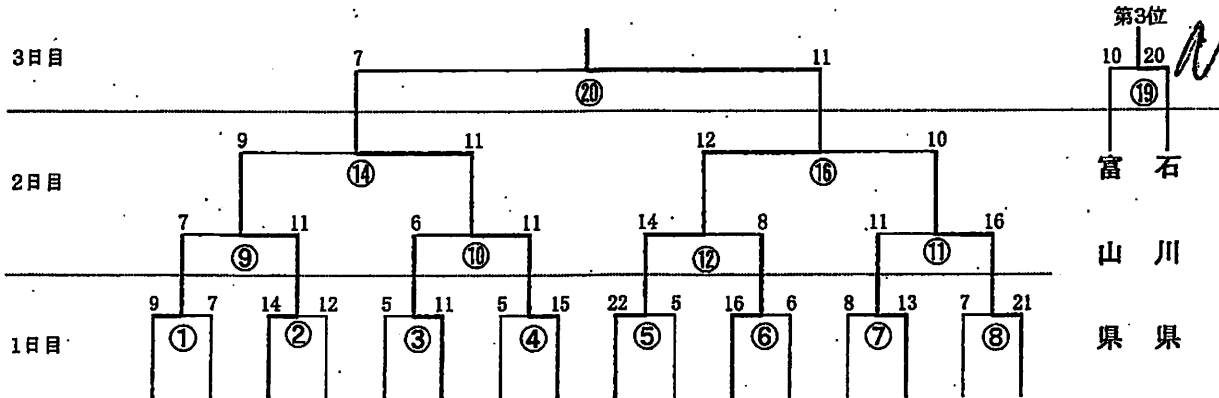 第3位
3日目 7 11 10 20
⑳ ⑲
9 11 12 10
⑭ ⑯
2日目
富 石
7 11 6 11 14 8 11 16
⑨ ⑩ ⑫ ⑪
山 川
9 7 14 12 5 11 5 15 22 5 16 6 8 13 7 21
① ② ③ ④ ⑤ ⑥ ⑦ ⑧
1日目
県 県